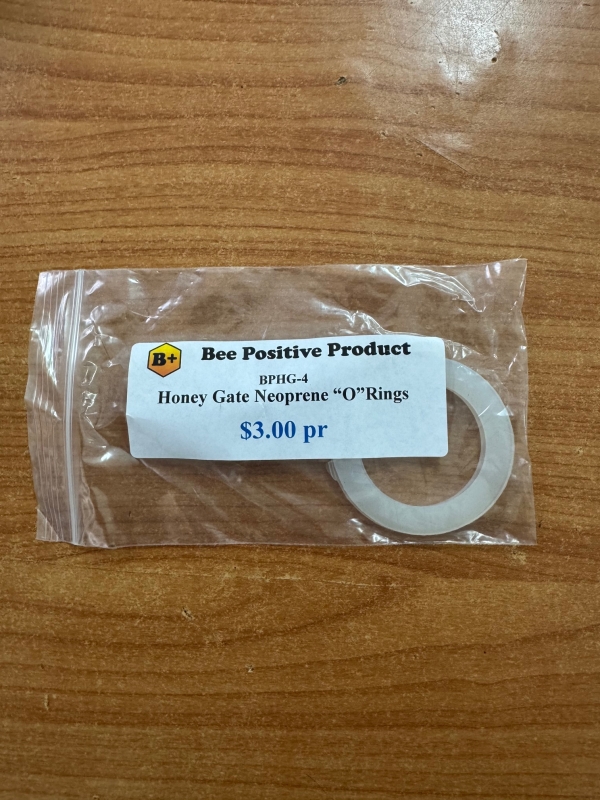 B+
Bee Positive Product
BPHG-4
Honey Gate Neoprene “O”Rings
$3.00 pr